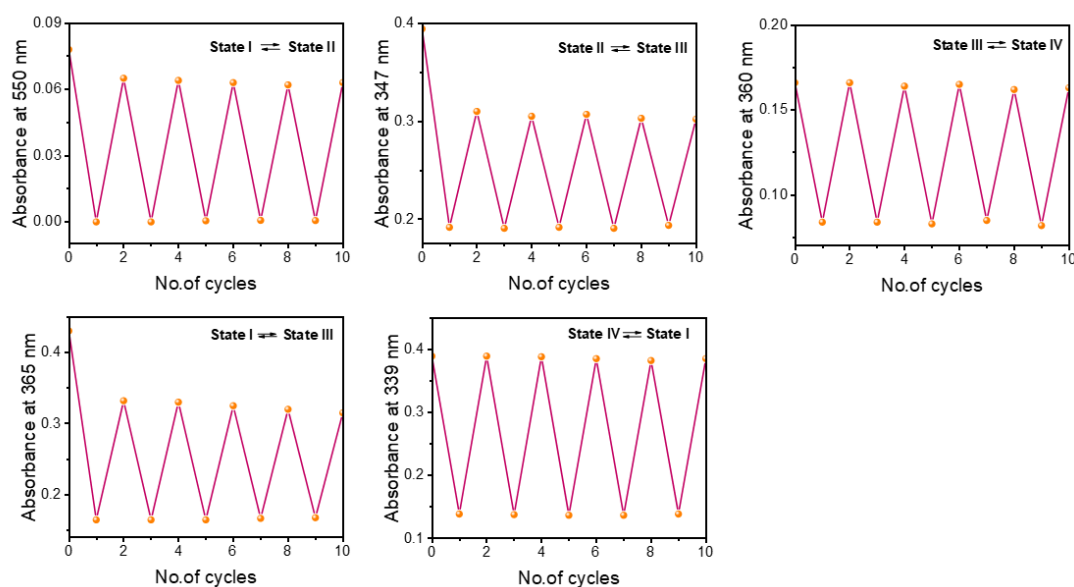 Absorbance at 550 nm
0.09
0.06
0.03
0.00
State I ⇌ State II
0 2 4 6 8 10
No.of cycles
Absorbance at 347 nm
0.4
0.3
0.2
State II ⇌ State III
0 2 4 6 8 10
No.of cycles
Absorbance at 360 nm
0.20
0.15
0.10
State III ⇌ State IV
0 2 4 6 8 10
No.of cycles
Absorbance at 365 nm
0.4
0.3
0.2
State I ⇌ State III
0 2 4 6 8 10
No.of cycles
Absorbance at 339 nm
0.4
0.3
0.2
0.1
State IV ⇌ State I
0 2 4 6 8 10
No.of cycles